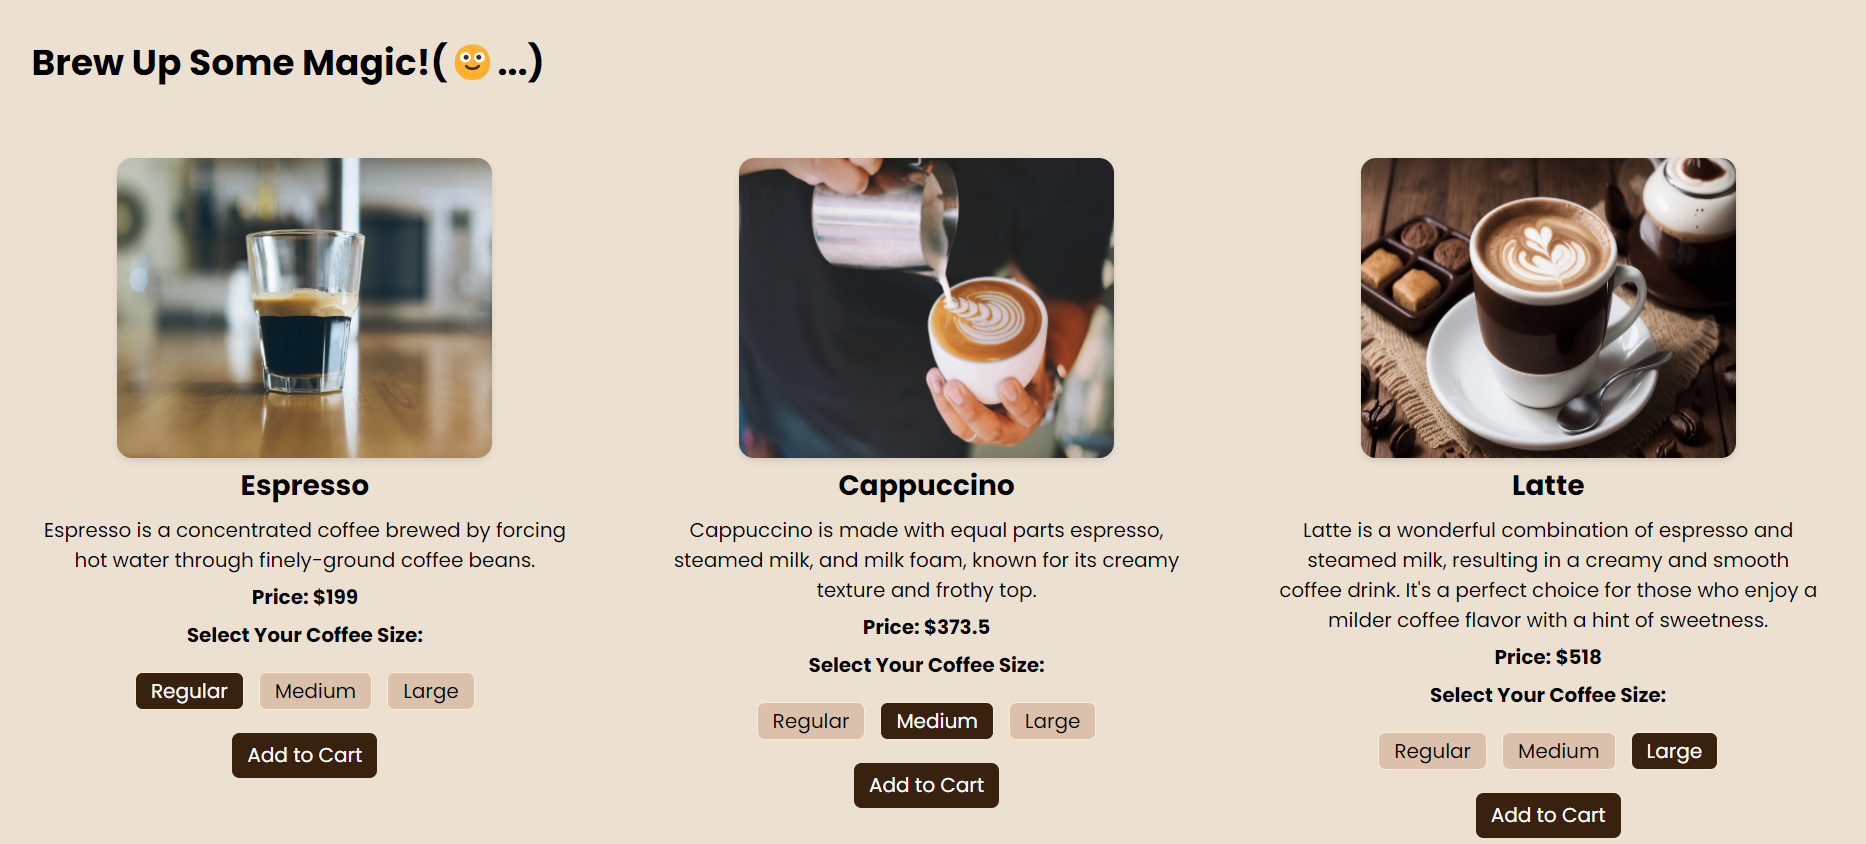 Brew Up Some Magic!(🙂...)
Espresso
Espresso is a concentrated coffee brewed by forcing
hot water through finely-ground coffee beans.
Price: $199
Select Your Coffee Size:
Regular Medium Large
Add to Cart
Cappuccino
Cappuccino is made with equal parts espresso,
steamed milk, and milk foam, known for its creamy
texture and frothy top.
Price: $373.5
Select Your Coffee Size:
Regular Medium Large
Add to Cart
Latte
Latte is a wonderful combination of espresso and
steamed milk, resulting in a creamy and smooth
coffee drink. It's a perfect choice for those who enjoy a
milder coffee flavor with a hint of sweetness.
Price: $518
Select Your Coffee Size:
Regular Medium Large
Add to Cart